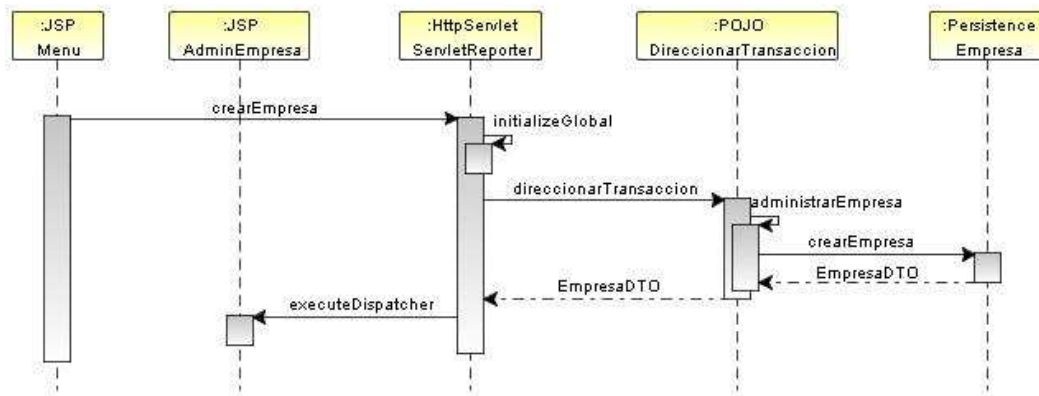 :JSP
Menu
:JSP
AdminEmpresa
:HttpServlet
ServletReporter
:POJO
DireccionarTransaccion
:Persistence
Empresa
crearEmpresa
initializeGlobal
direccionarTransaccion
administrarEmpresa
crearEmpresa
EmpresaDTO
EmpresaDTO
executeDispatcher